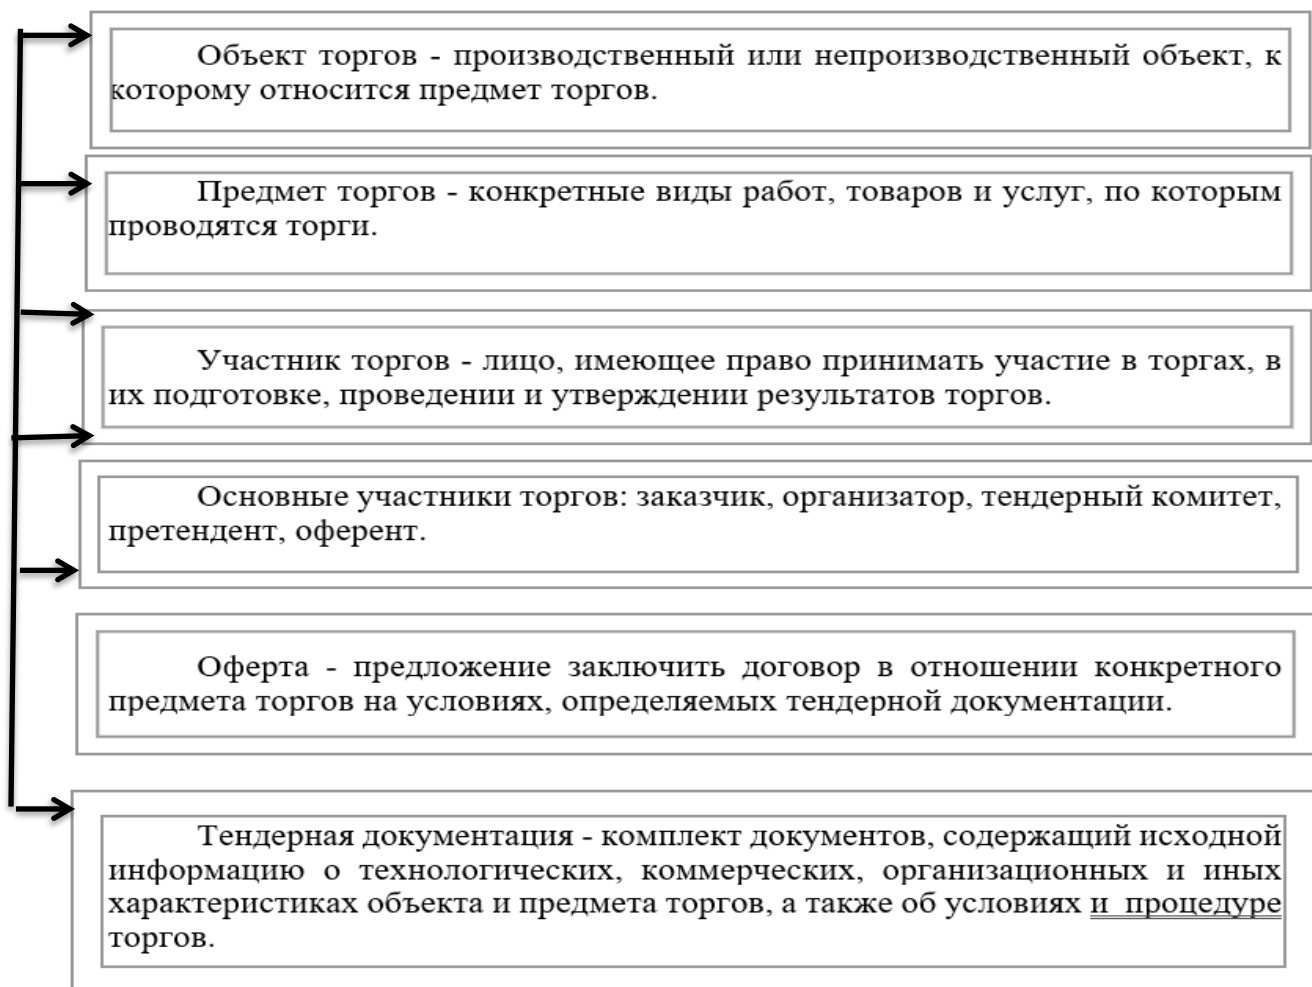 Объект торгов - производственный или непроизводственный объект, к
которому относится предмет торгов.
Предмет торгов - конкретные виды работ, товаров и услуг, по которым
проводятся торги.
Участник торгов - лицо, имеющее право принимать участие в торгах, в
их подготовке, проведении и утверждении результатов торгов.
Основные участники торгов: заказчик, организатор, тендерный комитет,
претендент, оферент.
Оферта - предложение заключить договор в отношении конкретного
предмета торгов на условиях, определяемых тендерной документации.
Тендерная документация - комплект документов, содержащий исходной
информацию о технологических, коммерческих, организационных и иных
характеристиках объекта и предмета торгов, а также об условиях и процедуре
торгов.